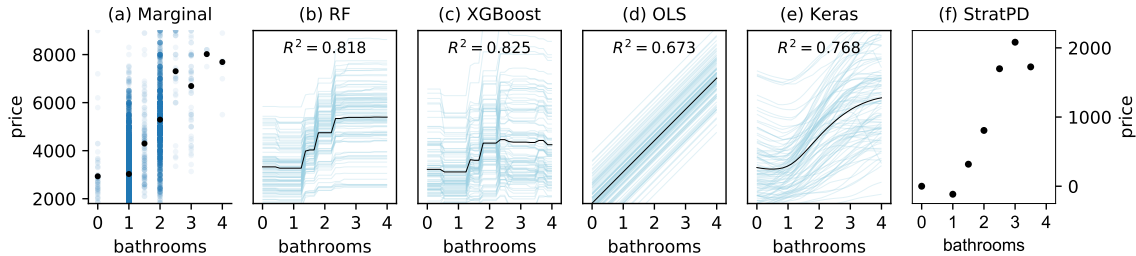 (a) Marginal
(b) RF
(c) XGBoost
(d) OLS
(e) Keras
(f) StratPD
R² = 0.818
R² = 0.825
R² = 0.673
R² = 0.768
price
8000
6000
4000
2000
2000
1000
0
price
0 1 2 3 4
0 1 2 3 4
0 1 2 3 4
0 1 2 3 4
0 1 2 3 4
0 1 2 3 4
bathrooms
bathrooms
bathrooms
bathrooms
bathrooms
bathrooms